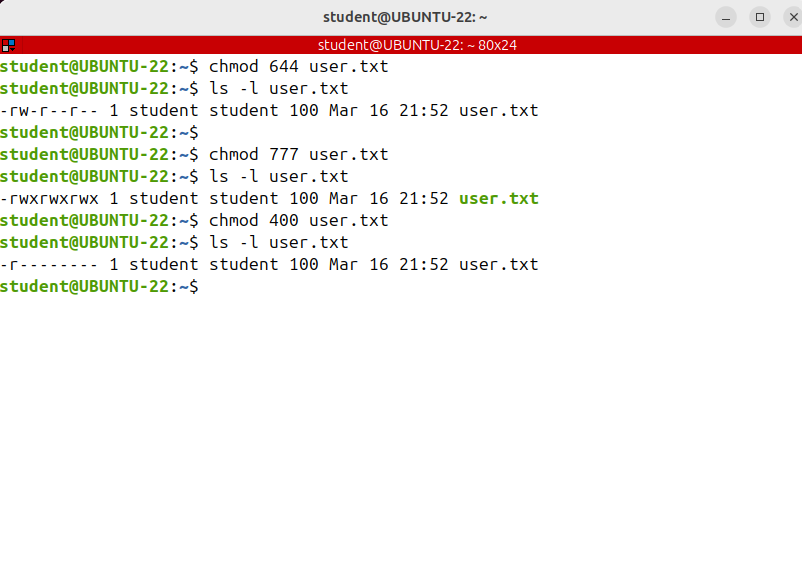 student@UBUNTU-22: ~
student@UBUNTU-22: ~ 80x24
student@UBUNTU-22:~$ chmod 644 user.txt
student@UBUNTU-22:~$ ls -l user.txt
-rw-r--r-- 1 student student 100 Mar 16 21:52 user.txt
student@UBUNTU-22:~$
student@UBUNTU-22:~$ chmod 777 user.txt
student@UBUNTU-22:~$ ls -l user.txt
-rwxrwxrwx 1 student student 100 Mar 16 21:52 user.txt
student@UBUNTU-22:~$ chmod 400 user.txt
student@UBUNTU-22:~$ ls -l user.txt
-r-------- 1 student student 100 Mar 16 21:52 user.txt
student@UBUNTU-22:~$